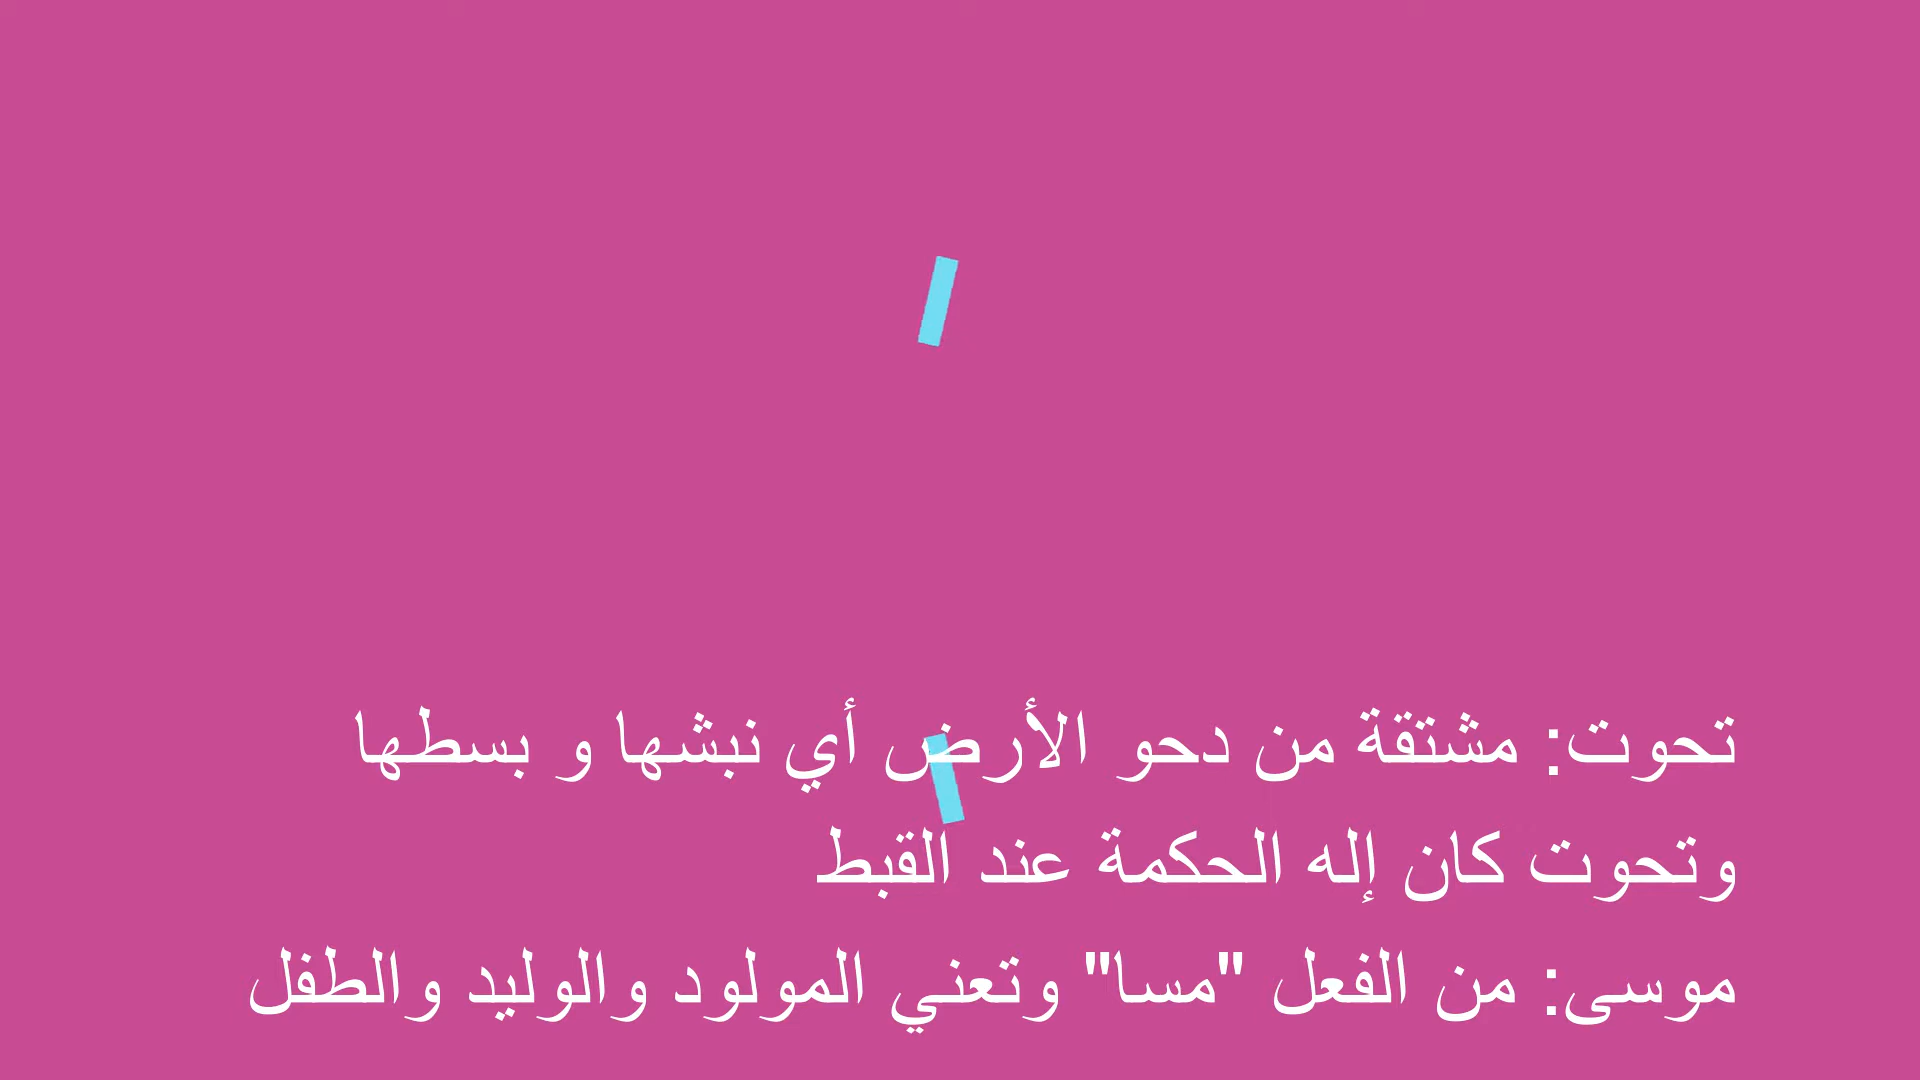 تحوت: مشتقة من دحو الأرض أي نبشها و بسطها
وتحوت كان إله الحكمة عند القبط
موسى: من الفعل "مسا" وتعني المولود والوليد والطفل